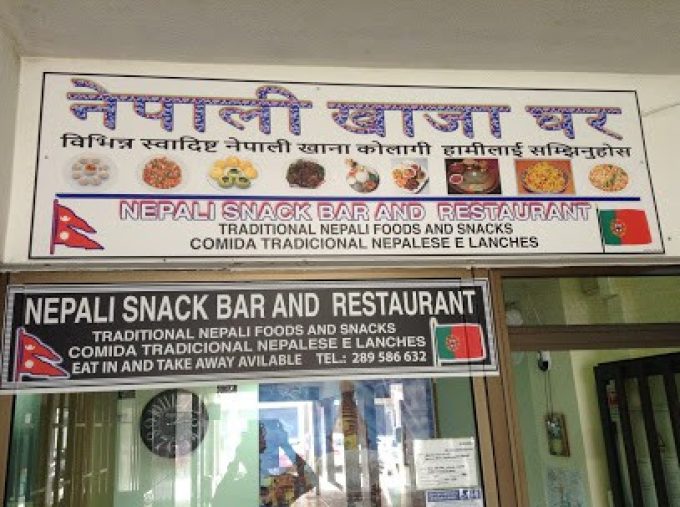 नेपाली खाजा घर
विभिन्न स्वादिष्ट नेपाली खाना कोलागी हामीलाई सम्झिनुहोस
NEPALI SNACK BAR AND RESTAURANT
TRADITIONAL NEPALI FOODS AND SNACKS
COMIDA TRADICIONAL NEPALESE E LANCHES
NEPALI SNACK BAR AND RESTAURANT
TRADITIONAL NEPALI FOODS AND SNACKS
COMIDA TRADICIONAL NEPALESE E LANCHES
EAT IN AND TAKE AWAY AVILABLE TEL.: 289 586 632